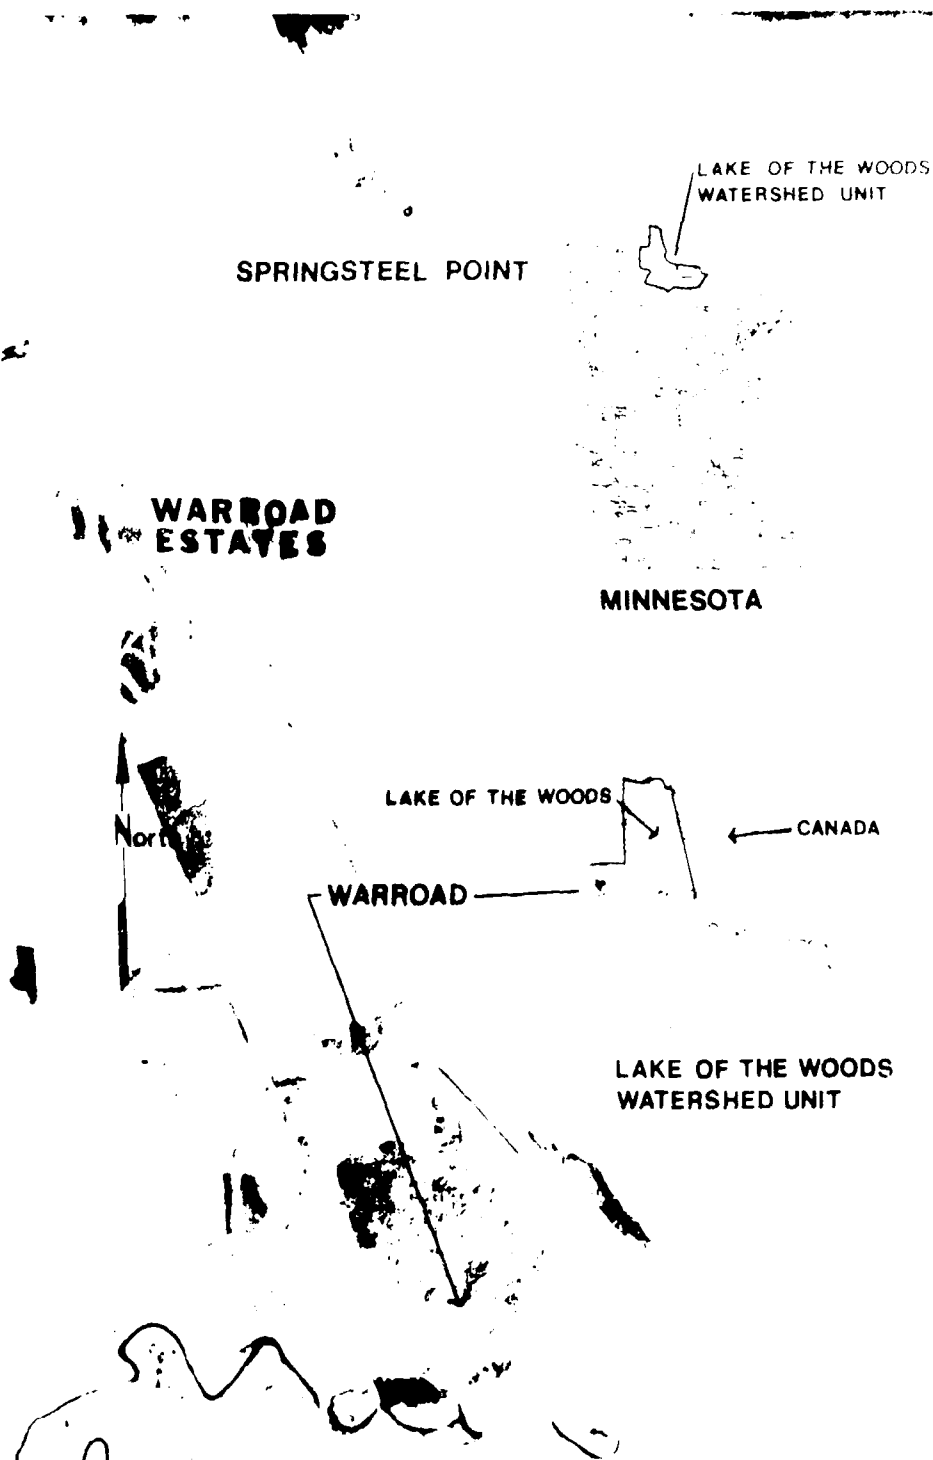 LAKE OF THE WOODS
WATERSHED UNIT
SPRINGSTEEL POINT
WARROAD
ESTATES
MINNESOTA
LAKE OF THE WOODS
CANADA
North
WARROAD
LAKE OF THE WOODS
WATERSHED UNIT